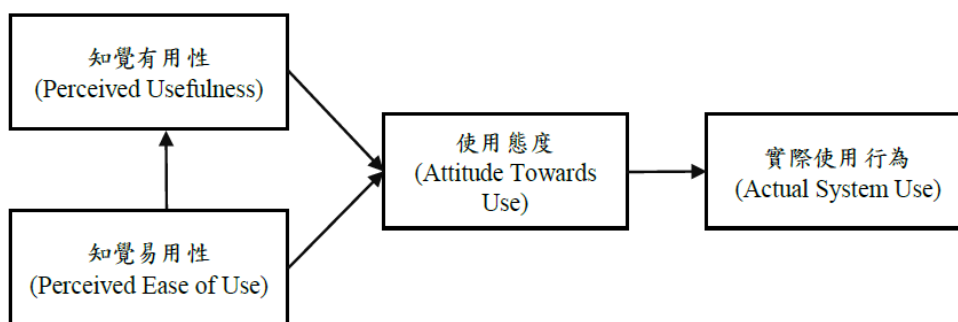 知覺有用性
(Perceived Usefulness)
知覺易用性
(Perceived Ease of Use)
使用態度
(Attitude Towards
Use)
實際使用行為
(Actual System Use)